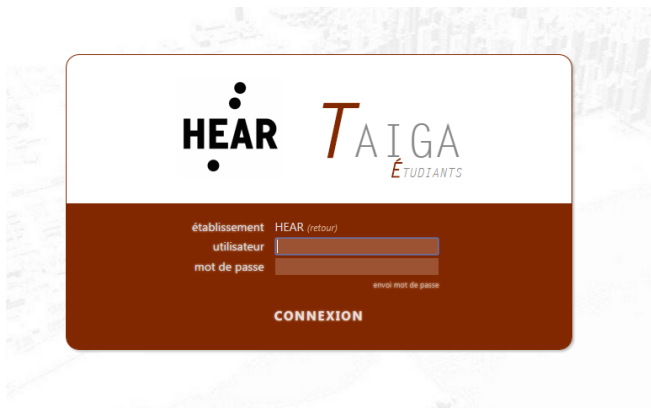 HEAR
TAIGA
ÉTUDIANTS
établissement HEAR (retour)
utilisateur
mot de passe
envoi mot de passe
CONNEXION